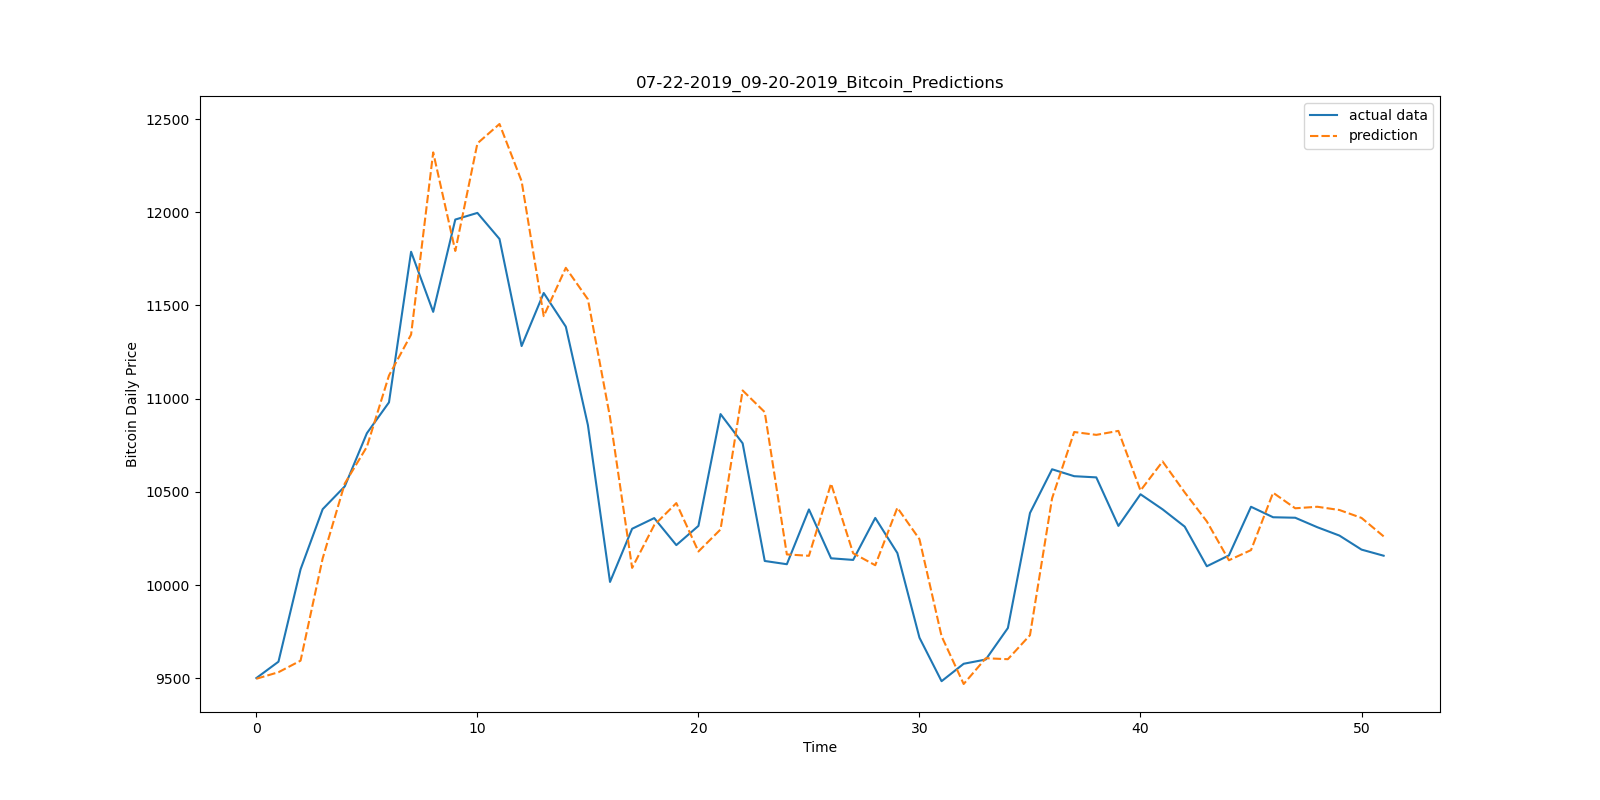 07-22-2019_09-20-2019_Bitcoin_Predictions
actual data
prediction
12500
12000
11500
11000
10500
10000
9500
Bitcoin Daily Price
0 10 20 30 40 50
Time